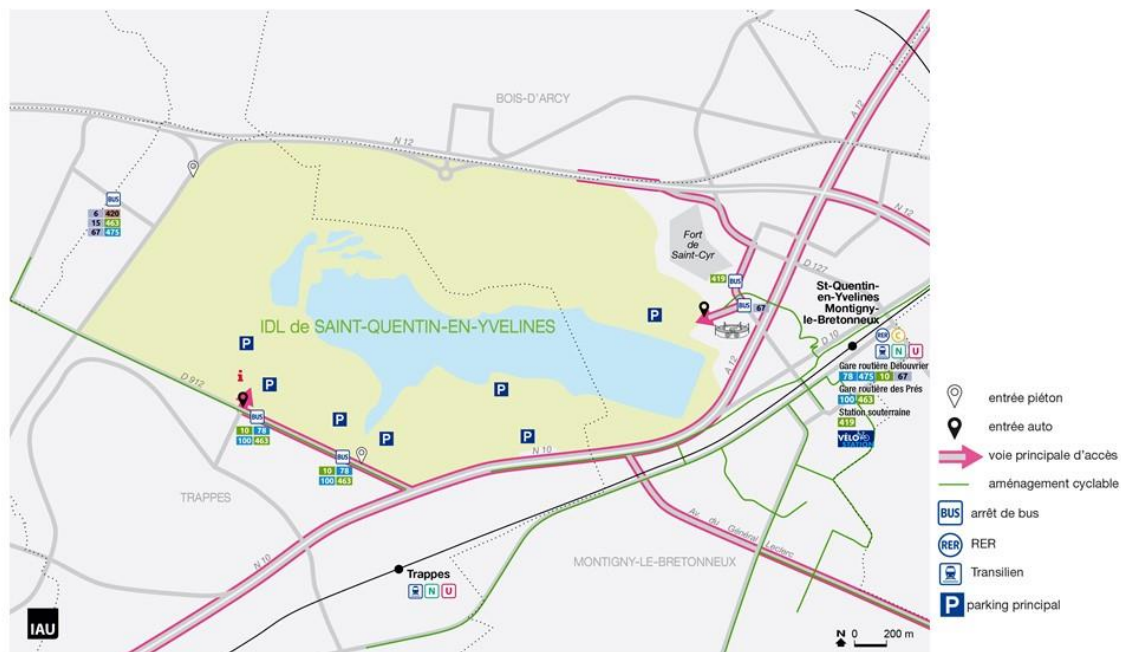 BOIS-D'ARCY
A 12
N 12
BUS
6 420
15 463
67 475
N 12
Fort
de
Saint-Cyr
D 127
419 BUS
BUS 67
St-Quentin-
en-Yvelines
Montigny-
le-Bretonneux
IDL de SAINT-QUENTIN-EN-YVELINES
P
P
D 10
RER C
N U
Gare routière Delouvrier
78 475 10 67
Gare routière des Prés
100 463
Station souterraine
419
VÉLO
STATION
A 12
D 912
i
P
P
P
P
P
BUS
10 78
100 463
BUS
10 78
100 463
N 10
TRAPPES
N 10
Av. du Général Leclerc
MONTIGNY-LE-BRETONNEUX
Trappes
N U
IAU
N 0 200 m
entrée piéton
entrée auto
voie principale d'accès
aménagement cyclable
BUS arrêt de bus
RER RER
Transilien
P parking principal